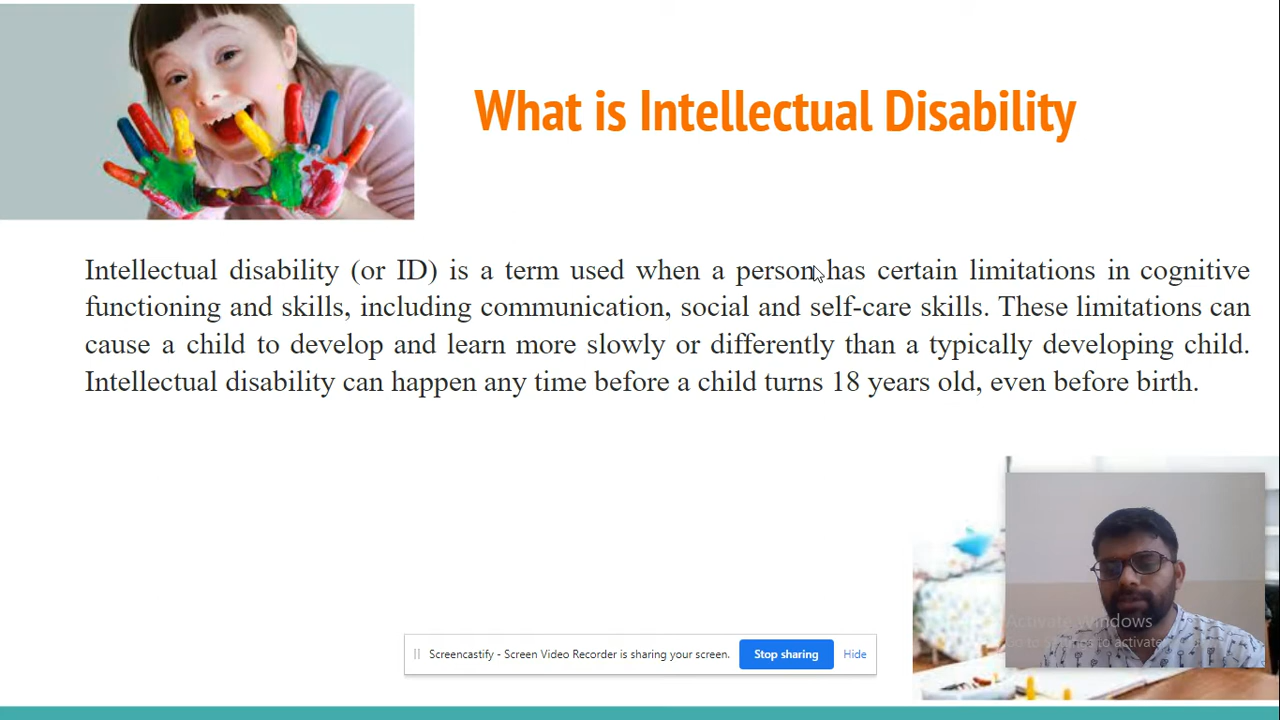 What is Intellectual Disability
Intellectual disability (or ID) is a term used when a person has certain limitations in cognitive
functioning and skills, including communication, social and self-care skills. These limitations can
cause a child to develop and learn more slowly or differently than a typically developing child.
Intellectual disability can happen any time before a child turns 18 years old, even before birth.
Activate Windows
Screencastify - Screen Video Recorder is sharing your screen. Stop sharing Hide